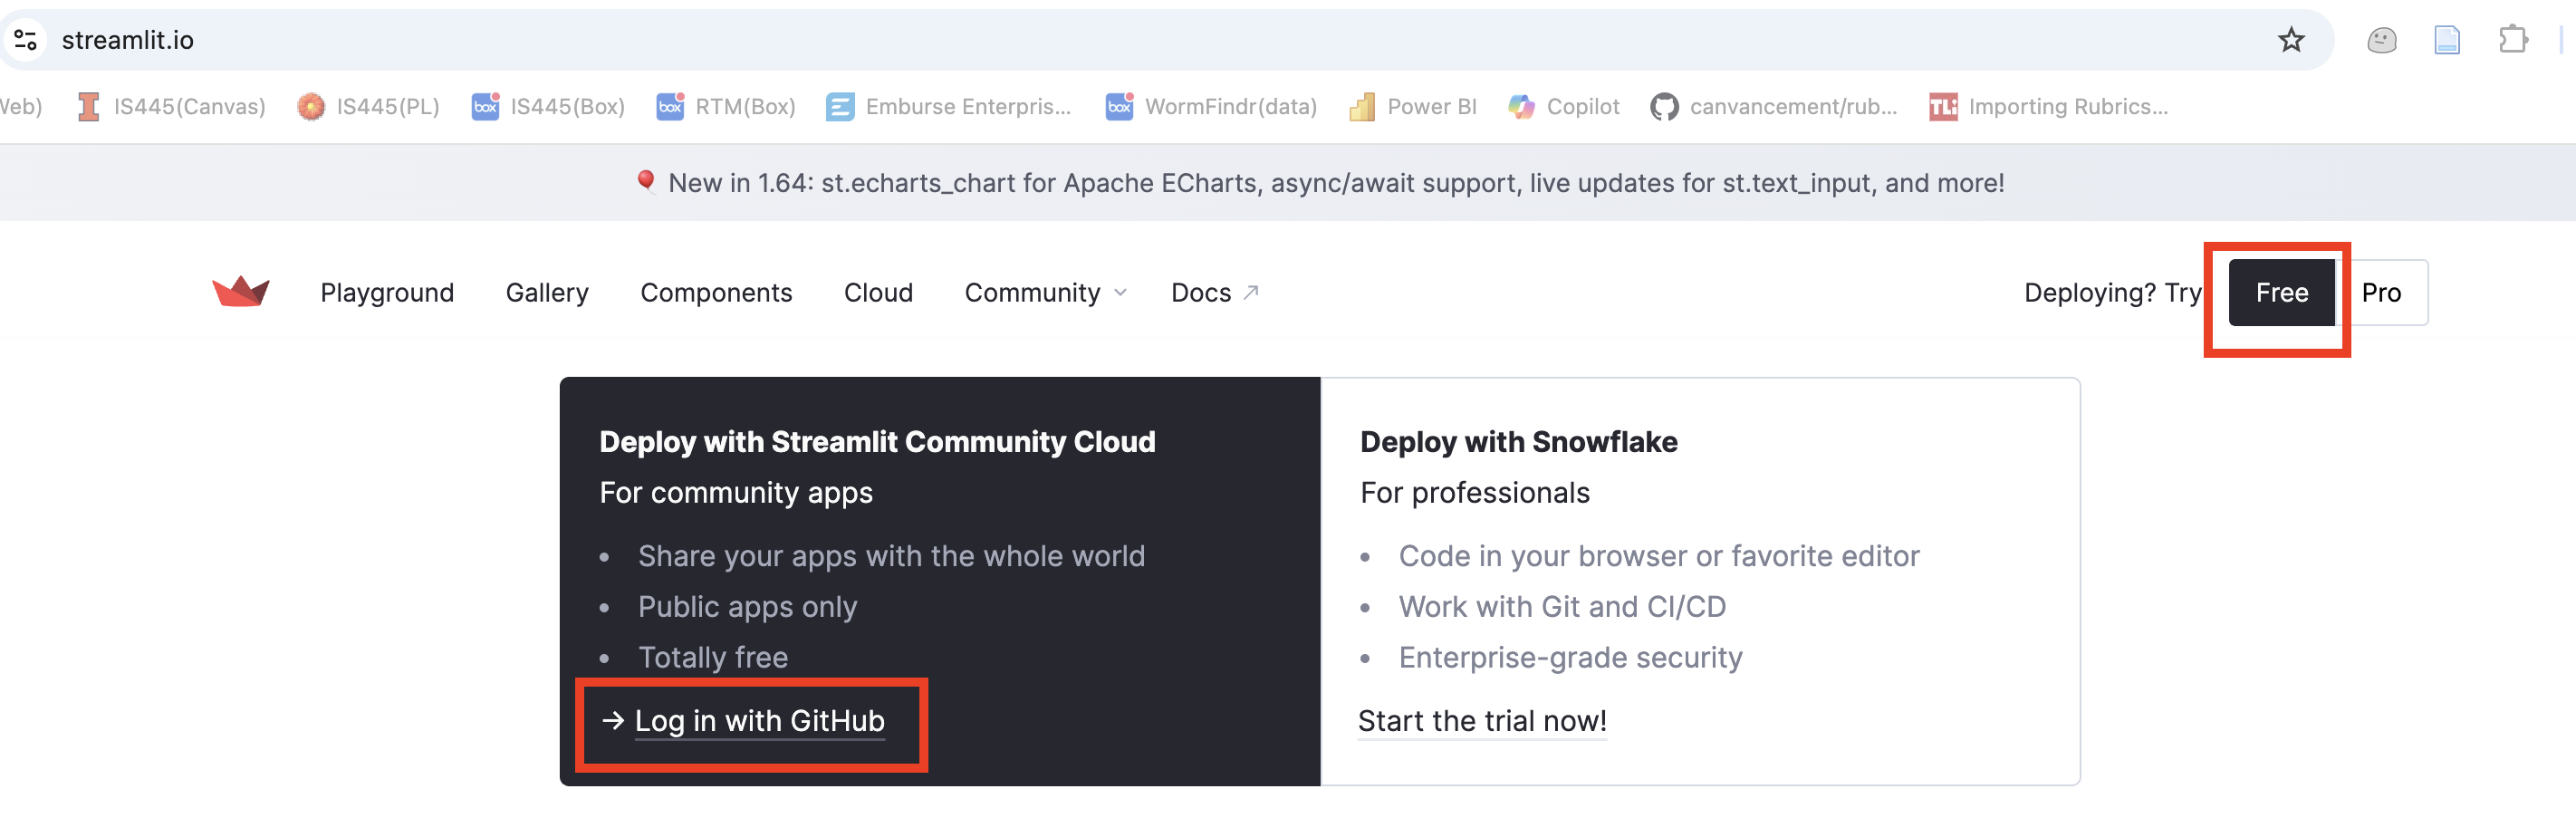 streamlit.io
Web) IS445(Canvas) IS445(PL) box IS445(Box) box RTM(Box) Emburse Enterpris... box WormFindr(data) Power BI Copilot canvancement/rub... TLi Importing Rubrics...
New in 1.64: st.echarts_chart for Apache ECharts, async/await support, live updates for st.text_input, and more!
Playground Gallery Components Cloud Community Docs ↗ Deploying? Try Free Pro
Deploy with Streamlit Community Cloud
For community apps
• Share your apps with the whole world
• Public apps only
• Totally free
→ Log in with GitHub
Deploy with Snowflake
For professionals
• Code in your browser or favorite editor
• Work with Git and CI/CD
• Enterprise-grade security
Start the trial now!